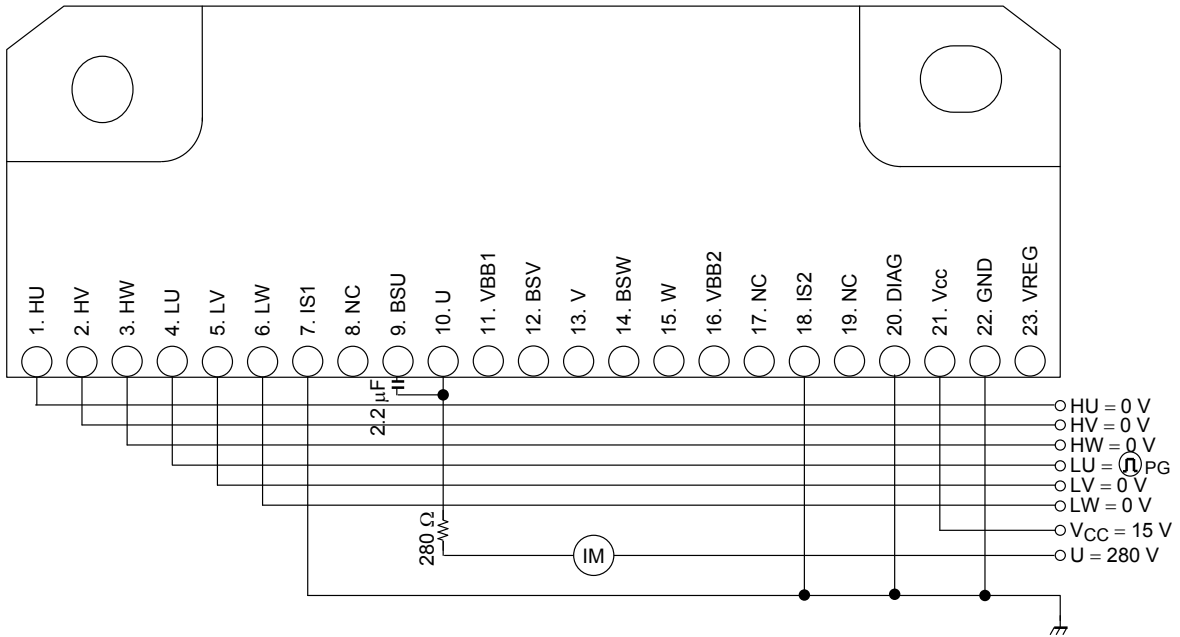 1. HU
2. HV
3. HW
4. LU
5. LV
6. LW
7. IS1
8. NC
9. BSU
10. U
11. VBB1
12. BSV
13. V
14. BSW
15. W
16. VBB2
17. NC
18. IS2
19. NC
20. DIAG
21. Vcc
22. GND
23. VREG
2.2 μF
HU = 0 V
HV = 0 V
HW = 0 V
LU = PG
LV = 0 V
LW = 0 V
VCC = 15 V
280 Ω
IM
U = 280 V